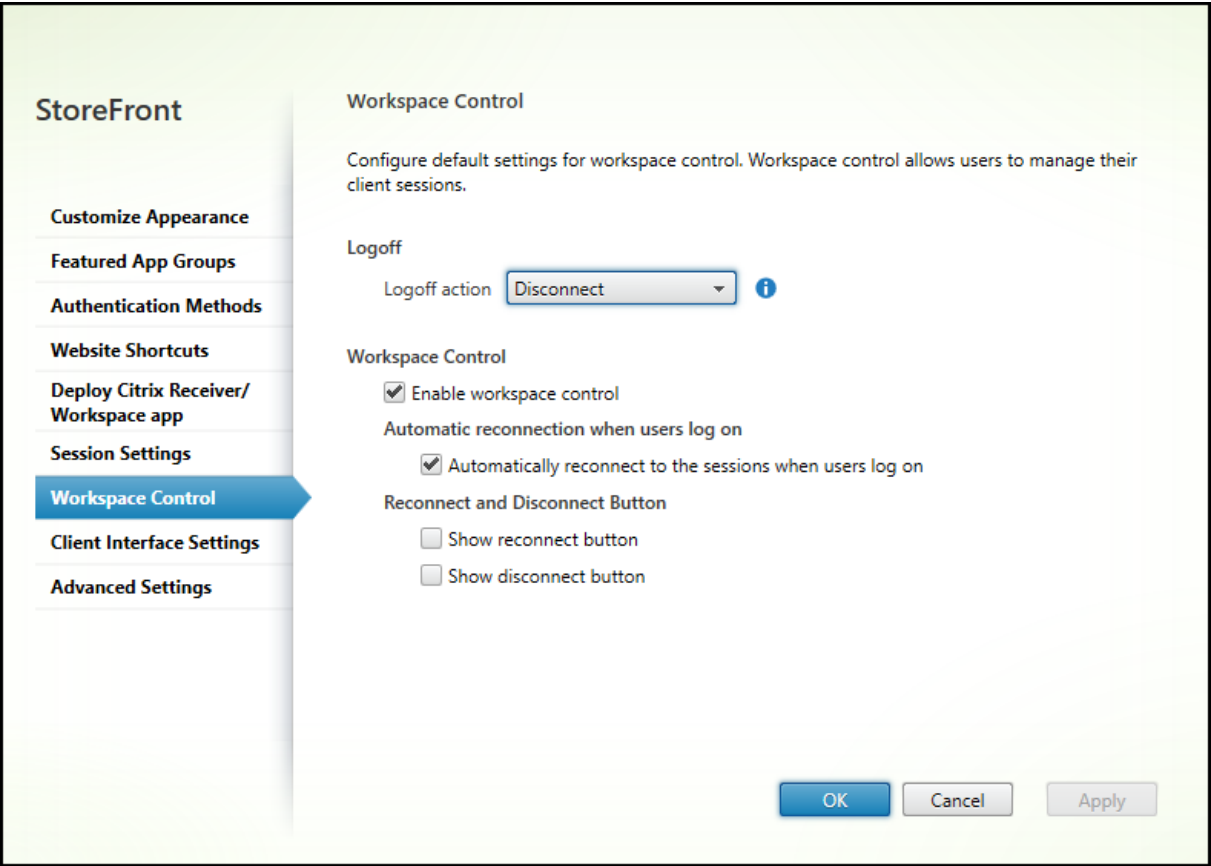 StoreFront
Customize Appearance
Featured App Groups
Authentication Methods
Website Shortcuts
Deploy Citrix Receiver/
Workspace app
Session Settings
Workspace Control
Client Interface Settings
Advanced Settings
Workspace Control
Configure default settings for workspace control. Workspace control allows users to manage their
client sessions.
Logoff
Logoff action Disconnect
Workspace Control
Enable workspace control
Automatic reconnection when users log on
Automatically reconnect to the sessions when users log on
Reconnect and Disconnect Button
Show reconnect button
Show disconnect button
OK Cancel Apply